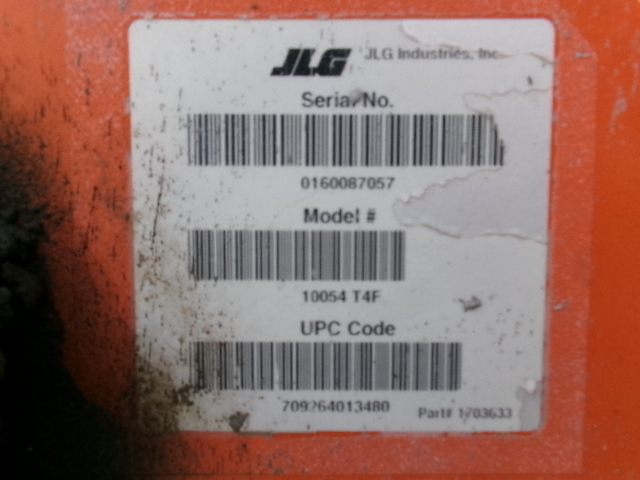 JLG JLG Industries, Inc.
Serial No.
0160087057
Model #
10054 T4F
UPC Code
709264013480
Part# 1703633